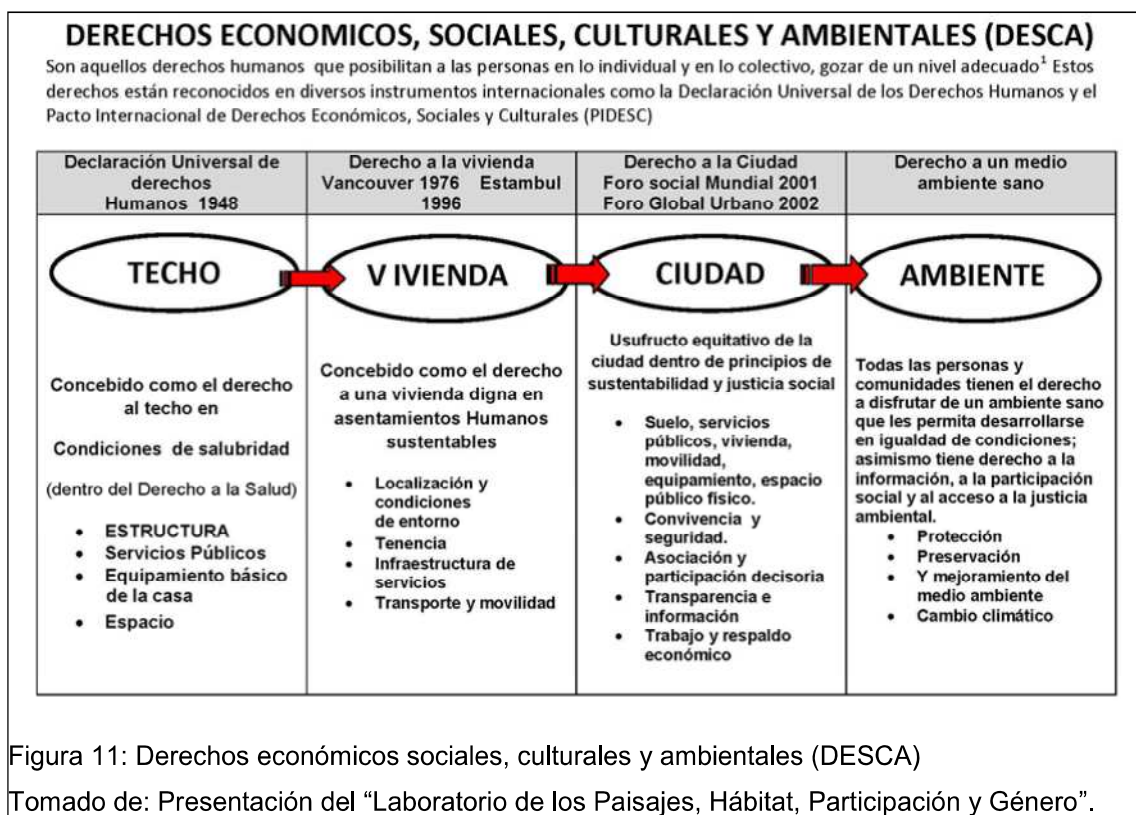 DERECHOS ECONOMICOS, SOCIALES, CULTURALES Y AMBIENTALES (DESCA)
Son aquellos derechos humanos que posibilitan a las personas en lo individual y en lo colectivo, gozar de un nivel adecuado¹ Estos
derechos están reconocidos en diversos instrumentos internacionales como la Declaración Universal de los Derechos Humanos y el
Pacto Internacional de Derechos Económicos, Sociales y Culturales (PIDESC)
Declaración Universal de
derechos
Humanos 1948
TECHO
Concebido como el derecho
al techo en
Condiciones de salubridad
(dentro del Derecho a la Salud)
• ESTRUCTURA
• Servicios Públicos
• Equipamiento básico
de la casa
• Espacio
Derecho a la vivienda
Vancouver 1976 Estambul
1996
V IVIENDA
Concebido como el derecho
a una vivienda digna en
asentamientos Humanos
sustentables
• Localización y
condiciones
de entorno
• Tenencia
• Infraestructura de
servicios
• Transporte y movilidad
Derecho a la Ciudad
Foro social Mundial 2001
Foro Global Urbano 2002
CIUDAD
Usufructo equitativo de la
ciudad dentro de principios de
sustentabilidad y justicia social
• Suelo, servicios
públicos, vivienda,
movilidad,
equipamiento, espacio
público físico.
• Convivencia y
seguridad.
• Asociación y
participación decisoria
• Transparencia e
información
• Trabajo y respaldo
económico
Derecho a un medio
ambiente sano
AMBIENTE
Todas las personas y
comunidades tienen el derecho
a disfrutar de un ambiente sano
que les permita desarrollarse
en igualdad de condiciones;
asimismo tiene derecho a la
información, a la participación
social y al acceso a la justicia
ambiental.
• Protección
• Preservación
• Y mejoramiento del
medio ambiente
• Cambio climático
Figura 11: Derechos económicos sociales, culturales y ambientales (DESCA)
Tomado de: Presentación del “Laboratorio de los Paisajes, Hábitat, Participación y Género”.